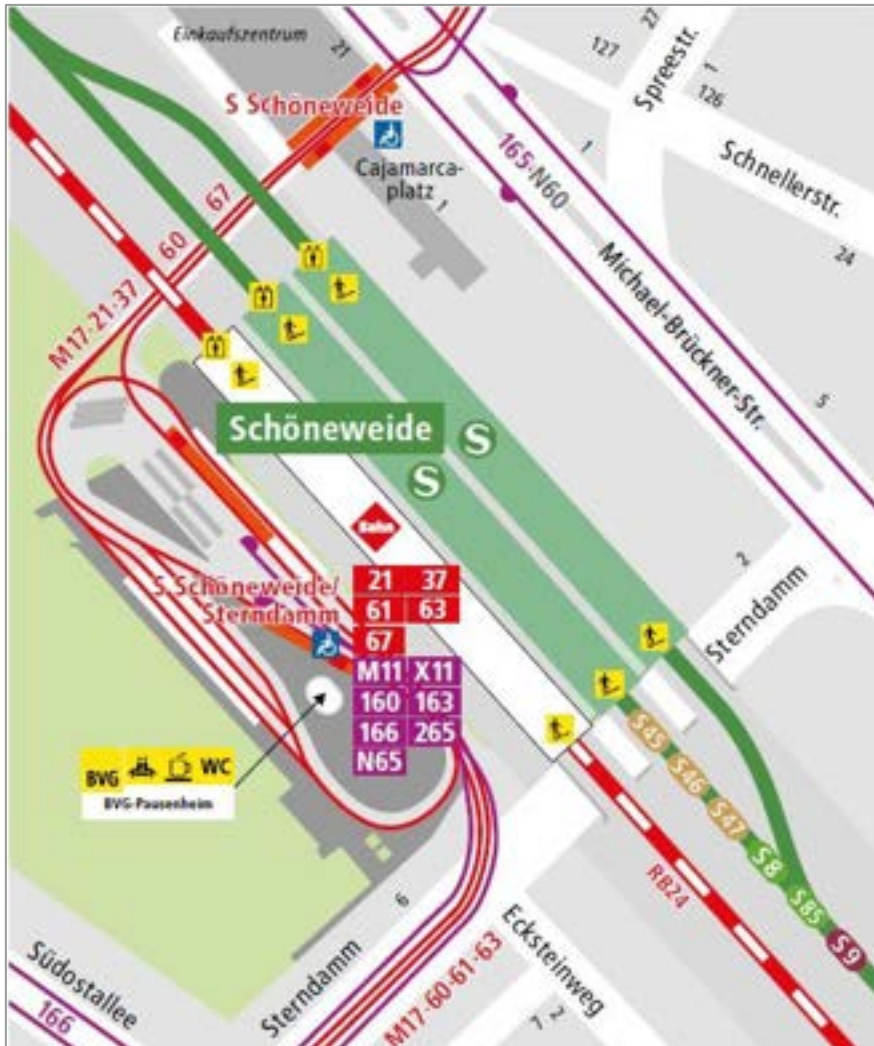 Einkaufszentrum
21
27
127
Spreestr.
1
126
S Schöneweide
Cajamarca-
platz
1
1
165·N60
Schnellerstr.
24
67
60
M17·21·37
Michael-Brückner-Str.
5
Schöneweide
S
S
Bahn
2
Sterndamm
S Schöneweide/
Sterndamm
21 37
61 63
67
M11 X11
160 163
166 265
N65
BVG WC
BVG-Pausenheim
S45
S46
S47
S8
S85
S9
RB24
6
Südostallee
166
Sterndamm
M17·60·61·63
Ecksteinweg
7 2